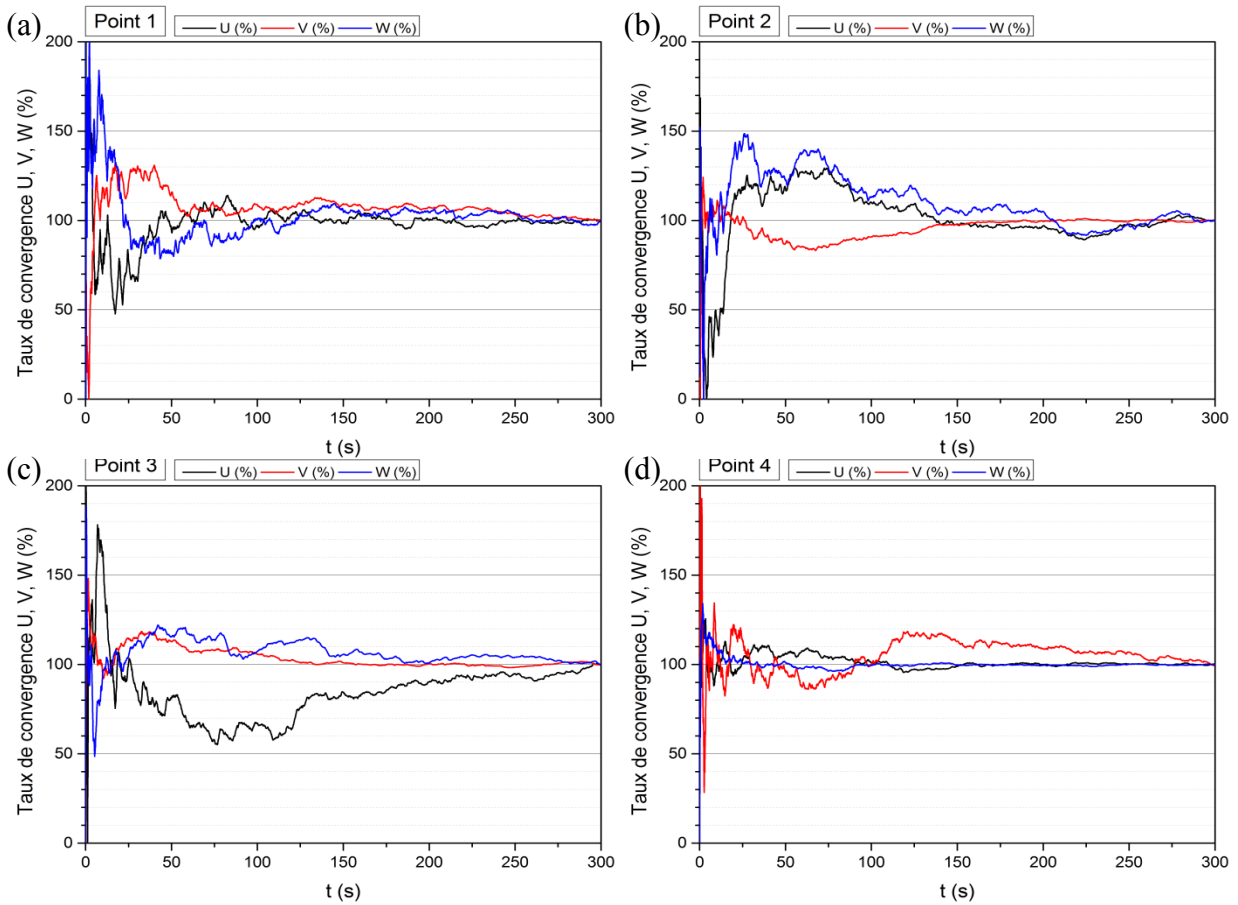 (a) Point 1 U (%) V (%) W (%)
200
150
100
50
0
Taux de convergence U, V, W (%)
0 50 100 150 200 250 300
t (s)
(b) Point 2 U (%) V (%) W (%)
200
150
100
50
0
Taux de convergence U, V, W (%)
0 50 100 150 200 250 300
t (s)
(c) Point 3 U (%) V (%) W (%)
200
150
100
50
0
Taux de convergence U, V, W (%)
0 50 100 150 200 250 300
t (s)
(d) Point 4 U (%) V (%) W (%)
200
150
100
50
0
Taux de convergence U, V, W (%)
0 50 100 150 200 250 300
t (s)